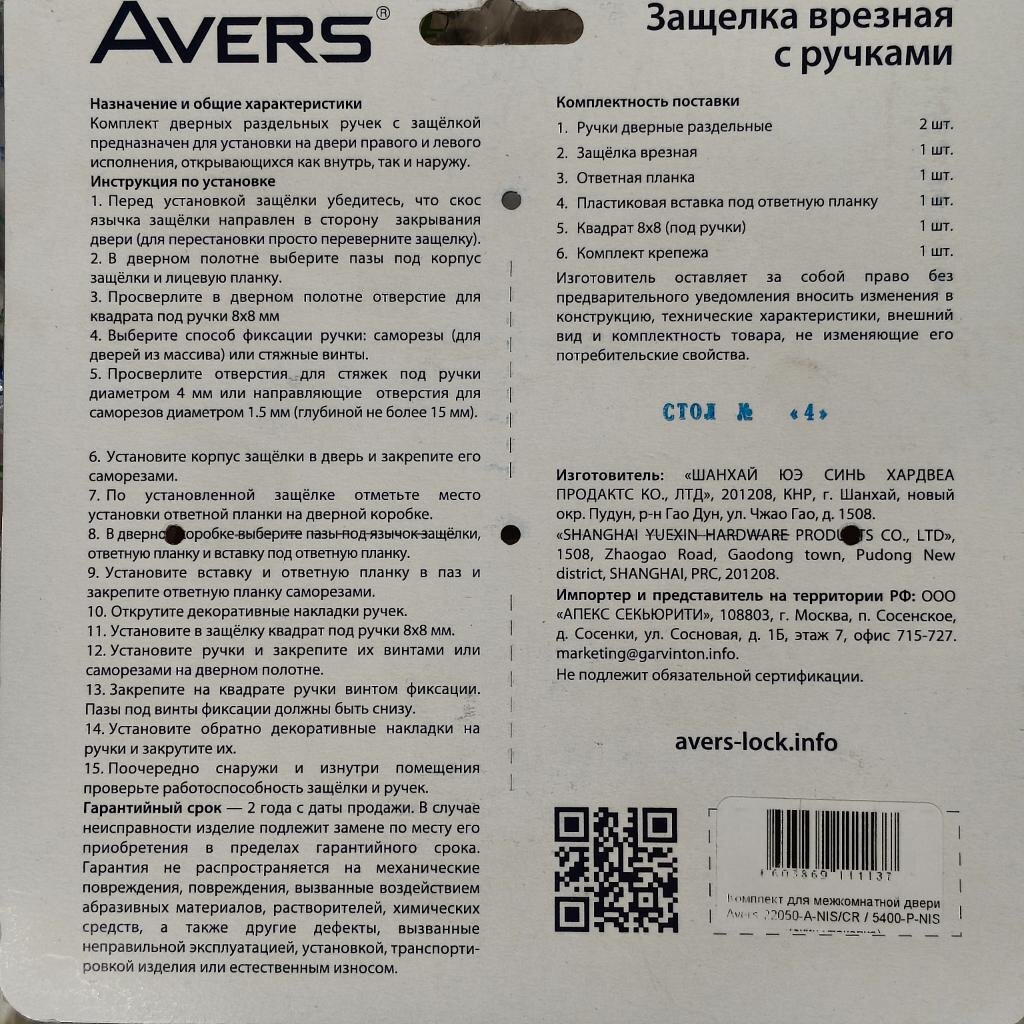 AVERS®
Защелка врезная
с ручками
Назначение и общие характеристики
Комплект дверных раздельных ручек с защёлкой
предназначен для установки на двери правого и левого
исполнения, открывающихся как внутрь, так и наружу.
Инструкция по установке
1. Перед установкой защёлки убедитесь, что скос
язычка защёлки направлен в сторону закрывания
двери (для перестановки просто переверните защелку).
2. В дверном полотне выберите пазы под корпус
защёлки и лицевую планку.
3. Просверлите в дверном полотне отверстие для
квадрата под ручки 8x8 мм
4. Выберите способ фиксации ручки: саморезы (для
дверей из массива) или стяжные винты.
5. Просверлите отверстия для стяжек под ручки
диаметром 4 мм или направляющие отверстия для
саморезов диаметром 1.5 мм (глубиной не более 15 мм).
6. Установите корпус защёлки в дверь и закрепите его
саморезами.
7. По установленной защёлке отметьте место
установки ответной планки на дверной коробке.
8. В дверно коробке выберите пазы под язычок защёлки,
ответную планку и вставку под ответную планку.
9. Установите вставку и ответную планку в паз и
закрепите ответную планку саморезами.
10. Открутите декоративные накладки ручек.
11. Установите в защёлку квадрат под ручки 8x8 мм.
12. Установите ручки и закрепите их винтами или
саморезами на дверном полотне.
13. Закрепите на квадрате ручки винтом фиксации.
Пазы под винты фиксации должны быть снизу.
14. Установите обратно декоративные накладки на
ручки и закрутите их.
15. Поочередно снаружи и изнутри помещения
проверьте работоспособность защёлки и ручек.
Гарантийный срок — 2 года с даты продажи. В случае
неисправности изделие подлежит замене по месту его
приобретения в пределах гарантийного срока.
Гарантия не распространяется на механические
повреждения, повреждения, вызванные воздействием
абразивных материалов, растворителей, химических
средств, а также другие дефекты, вызванные
неправильной эксплуатацией, установкой, транспорти-
ровкой изделия или естественным износом.
Комплектность поставки
1. Ручки дверные раздельные 2 шт.
2. Защёлка врезная 1 шт.
3. Ответная планка 1 шт.
4. Пластиковая вставка под ответную планку 1 шт.
5. Квадрат 8x8 (под ручки) 1 шт.
6. Комплект крепежа 1 шт.
Изготовитель оставляет за собой право без
предварительного уведомления вносить изменения в
конструкцию, технические характеристики, внешний
вид и комплектность товара, не изменяющие его
потребительские свойства.
СТОЛ № «4»
Изготовитель: «ШАНХАЙ ЮЭ СИНЬ ХАРДВЕА
ПРОДАКТС КО., ЛТД», 201208, КНР, г. Шанхай, новый
окр. Пудун, р-н Гао Дун, ул. Чжао Гао, д. 1508.
«SHANGHAI YUEXIN HARDWARE PRODUCTS CO., LTD»,
1508, Zhaogao Road, Gaodong town, Pudong New
district, SHANGHAI, PRC, 201208.
Импортер и представитель на территории РФ: ООО
«АПЕКС СЕКЬЮРИТИ», 108803, г. Москва, п. Сосенское,
д. Сосенки, ул. Сосновая, д. 1Б, этаж 7, офис 715-727.
marketing@garvinton.info.
Не подлежит обязательной сертификации.
avers-lock.info
Комплект для межкомнатной двери
Avers 22050-A-NIS/CR / 5400-P-NIS